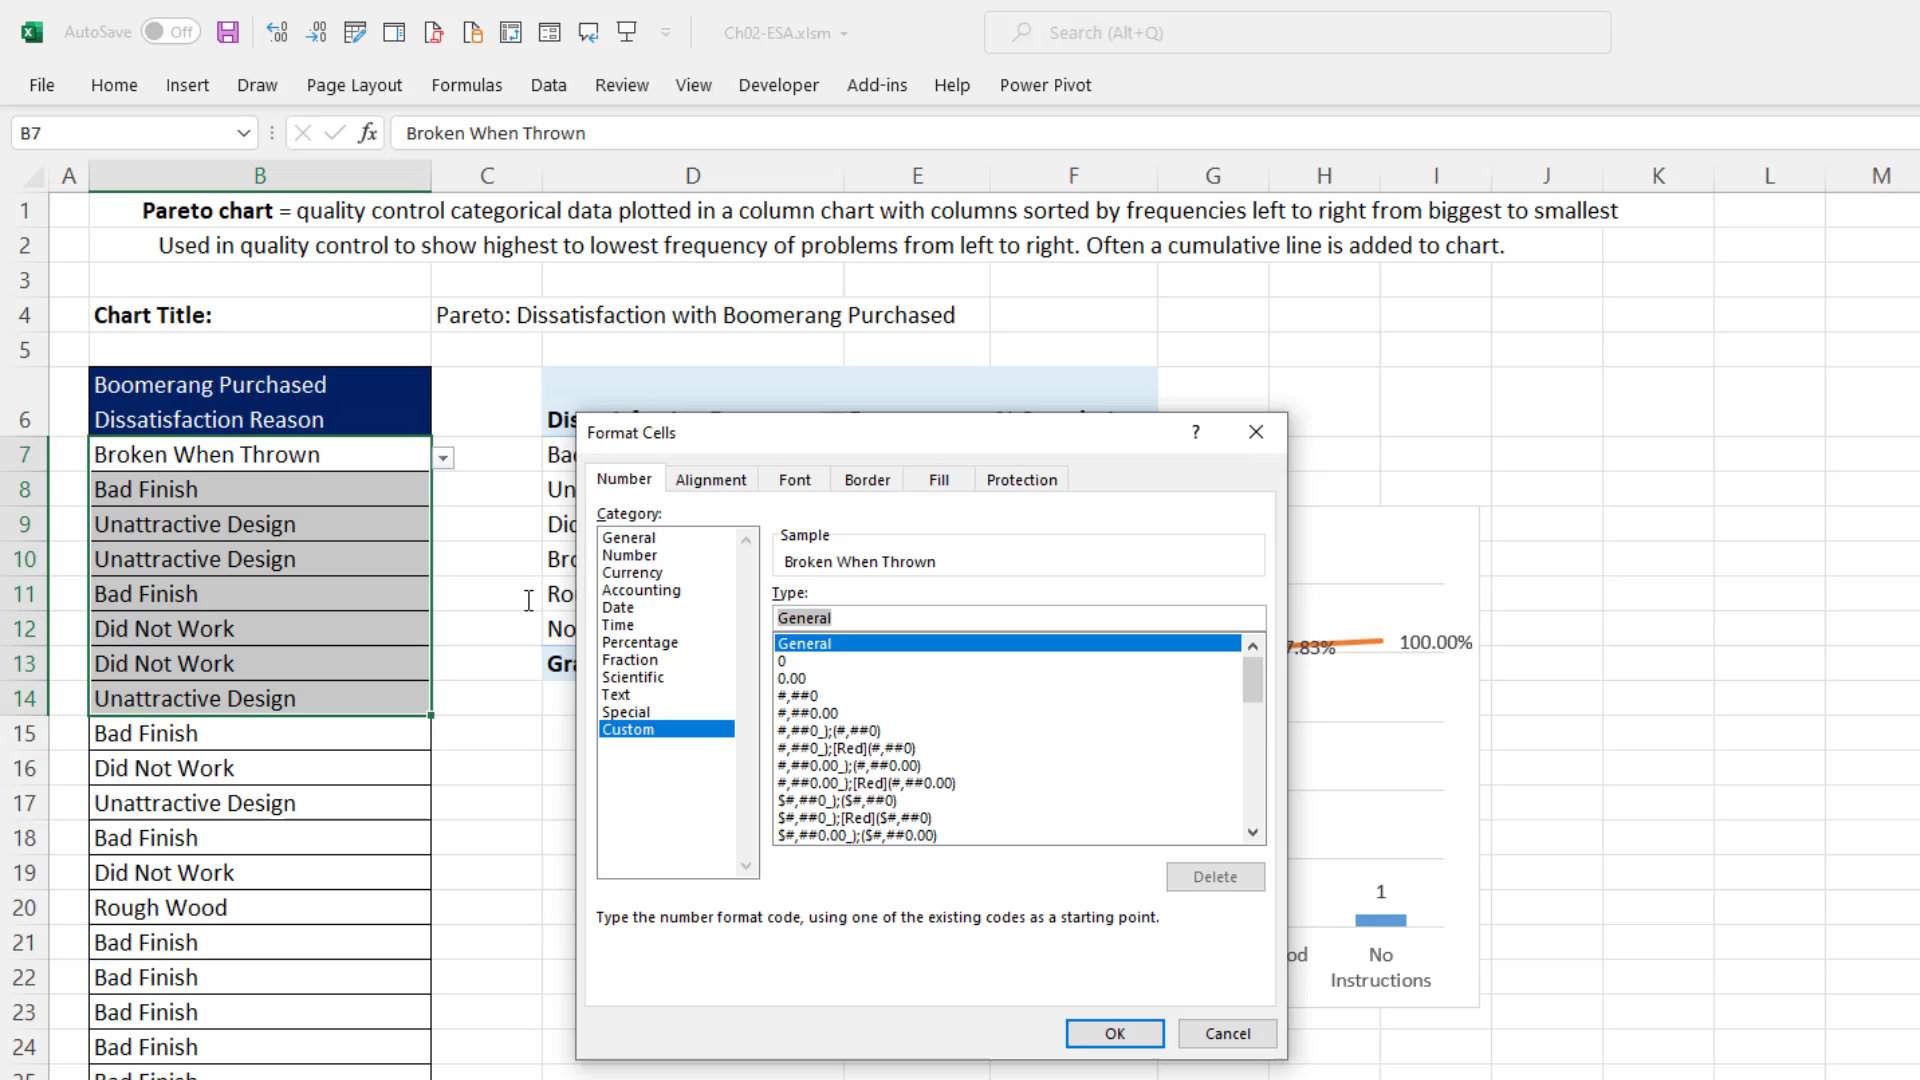 AutoSave Off Ch02-ESA.xlsm Search (Alt+Q)
File Home Insert Draw Page Layout Formulas Data Review View Developer Add-ins Help Power Pivot
B7 fx Broken When Thrown
A B C D E F G H I J K L M
1 Pareto chart = quality control categorical data plotted in a column chart with columns sorted by frequencies left to right from biggest to smallest
2 Used in quality control to show highest to lowest frequency of problems from left to right. Often a cumulative line is added to chart.
3
4 Chart Title: Pareto: Dissatisfaction with Boomerang Purchased
5
Boomerang Purchased
6 Dissatisfaction Reason
7 Broken When Thrown
8 Bad Finish
9 Unattractive Design
10 Unattractive Design
11 Bad Finish
12 Did Not Work
13 Did Not Work
14 Unattractive Design
15 Bad Finish
16 Did Not Work
17 Unattractive Design
18 Bad Finish
19 Did Not Work
20 Rough Wood
21 Bad Finish
22 Bad Finish
23 Bad Finish
24 Bad Finish
Format Cells ?
Number Alignment Font Border Fill Protection
Category:
General
Number
Currency
Accounting
Date
Time
Percentage
Fraction
Scientific
Text
Special
Custom
Sample
Broken When Thrown
Type:
General
General
0
0.00
#,##0
#,##0.00
#,##0_);(#,##0)
#,##0_);[Red](#,##0)
#,##0.00_);(#,##0.00)
#,##0.00_);[Red](#,##0.00)
$#,##0_);($#,##0)
$#,##0_);[Red]($#,##0)
$#,##0.00_);($#,##0.00)
Delete
Type the number format code, using one of the existing codes as a starting point.
OK Cancel
7.83% 100.00%
1
od No
Instructions